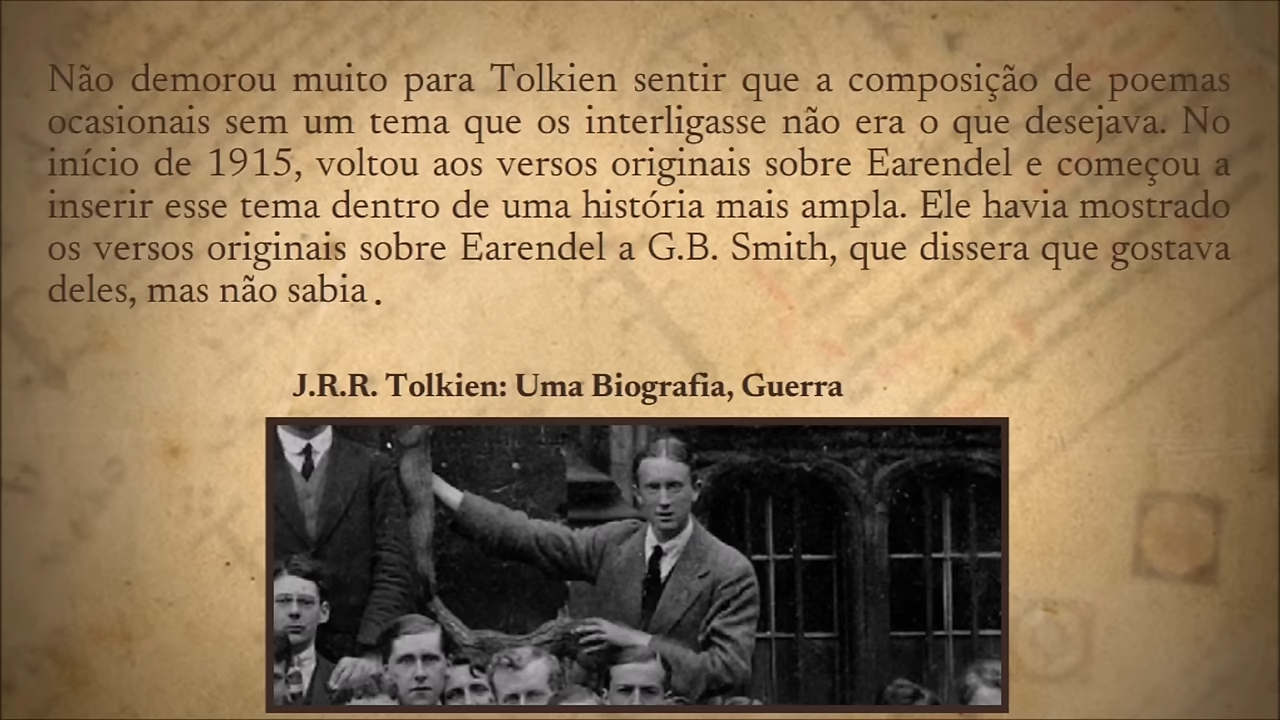 Não demorou muito para Tolkien sentir que a composição de poemas
ocasionais sem um tema que os interligasse não era o que desejava. No
início de 1915, voltou aos versos originais sobre Earendel e começou a
inserir esse tema dentro de uma história mais ampla. Ele havia mostrado
os versos originais sobre Earendel a G.B. Smith, que dissera que gostava
deles, mas não sabia .
J.R.R. Tolkien: Uma Biografia, Guerra